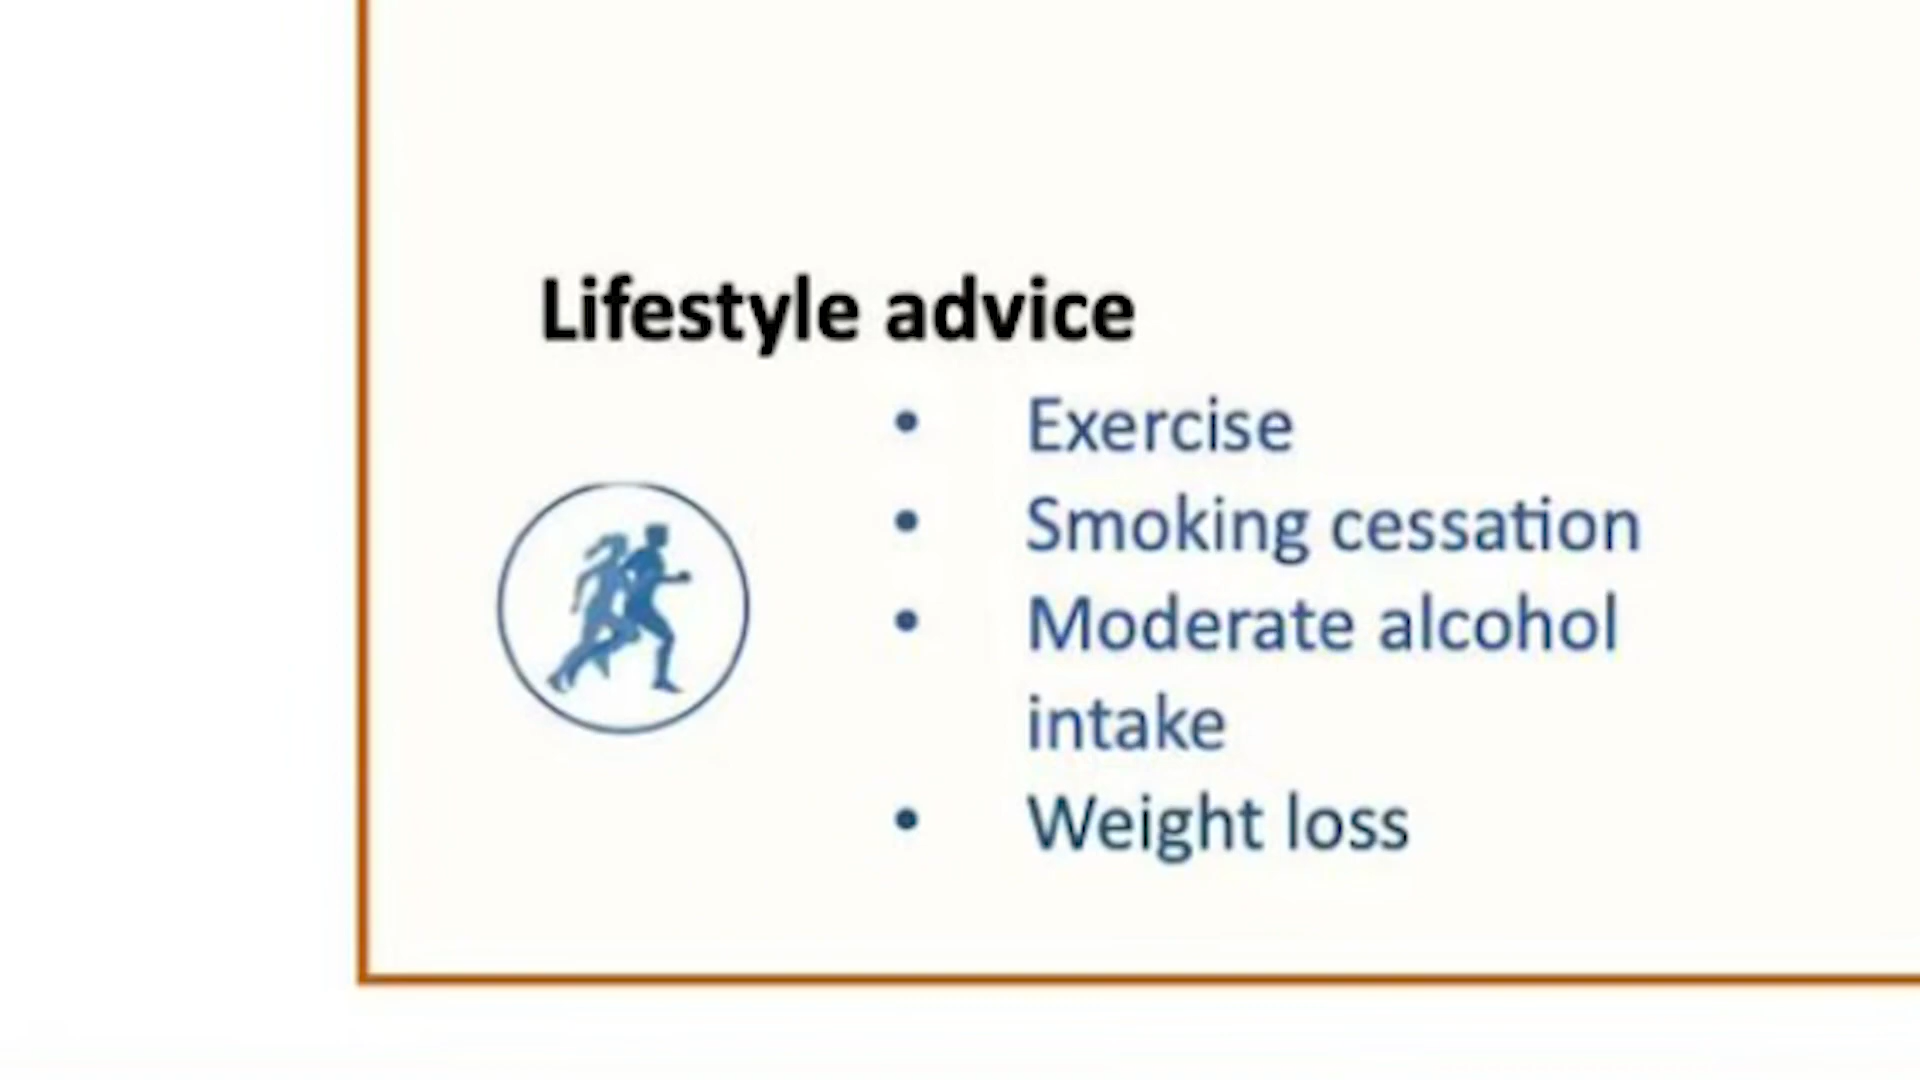 Lifestyle advice
• Exercise
• Smoking cessation
• Moderate alcohol
intake
• Weight loss